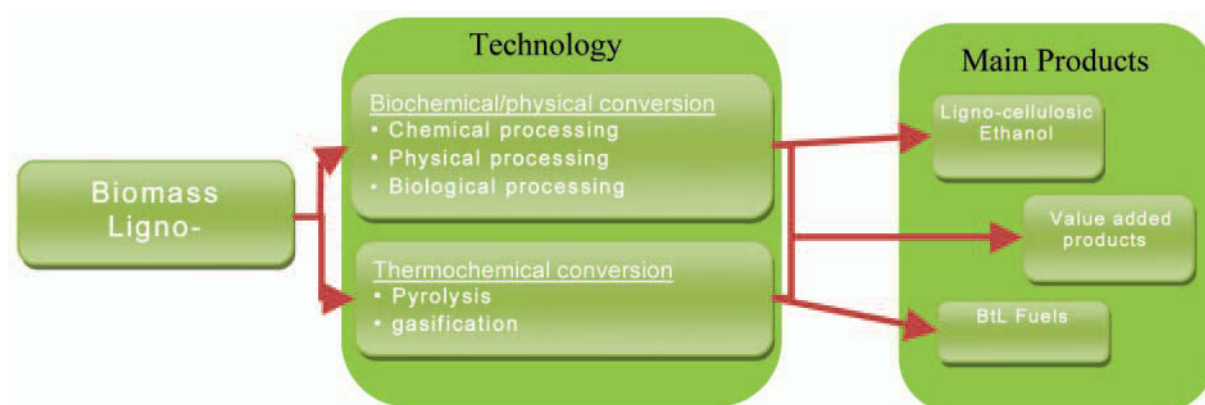 Technology
Biochemical/physical conversion
• Chemical processing
• Physical processing
• Biological processing
Thermochemical conversion
• Pyrolysis
• gasification
Biomass
Ligno-
Main Products
Ligno-cellulosic
Ethanol
Value added
products
BtL Fuels